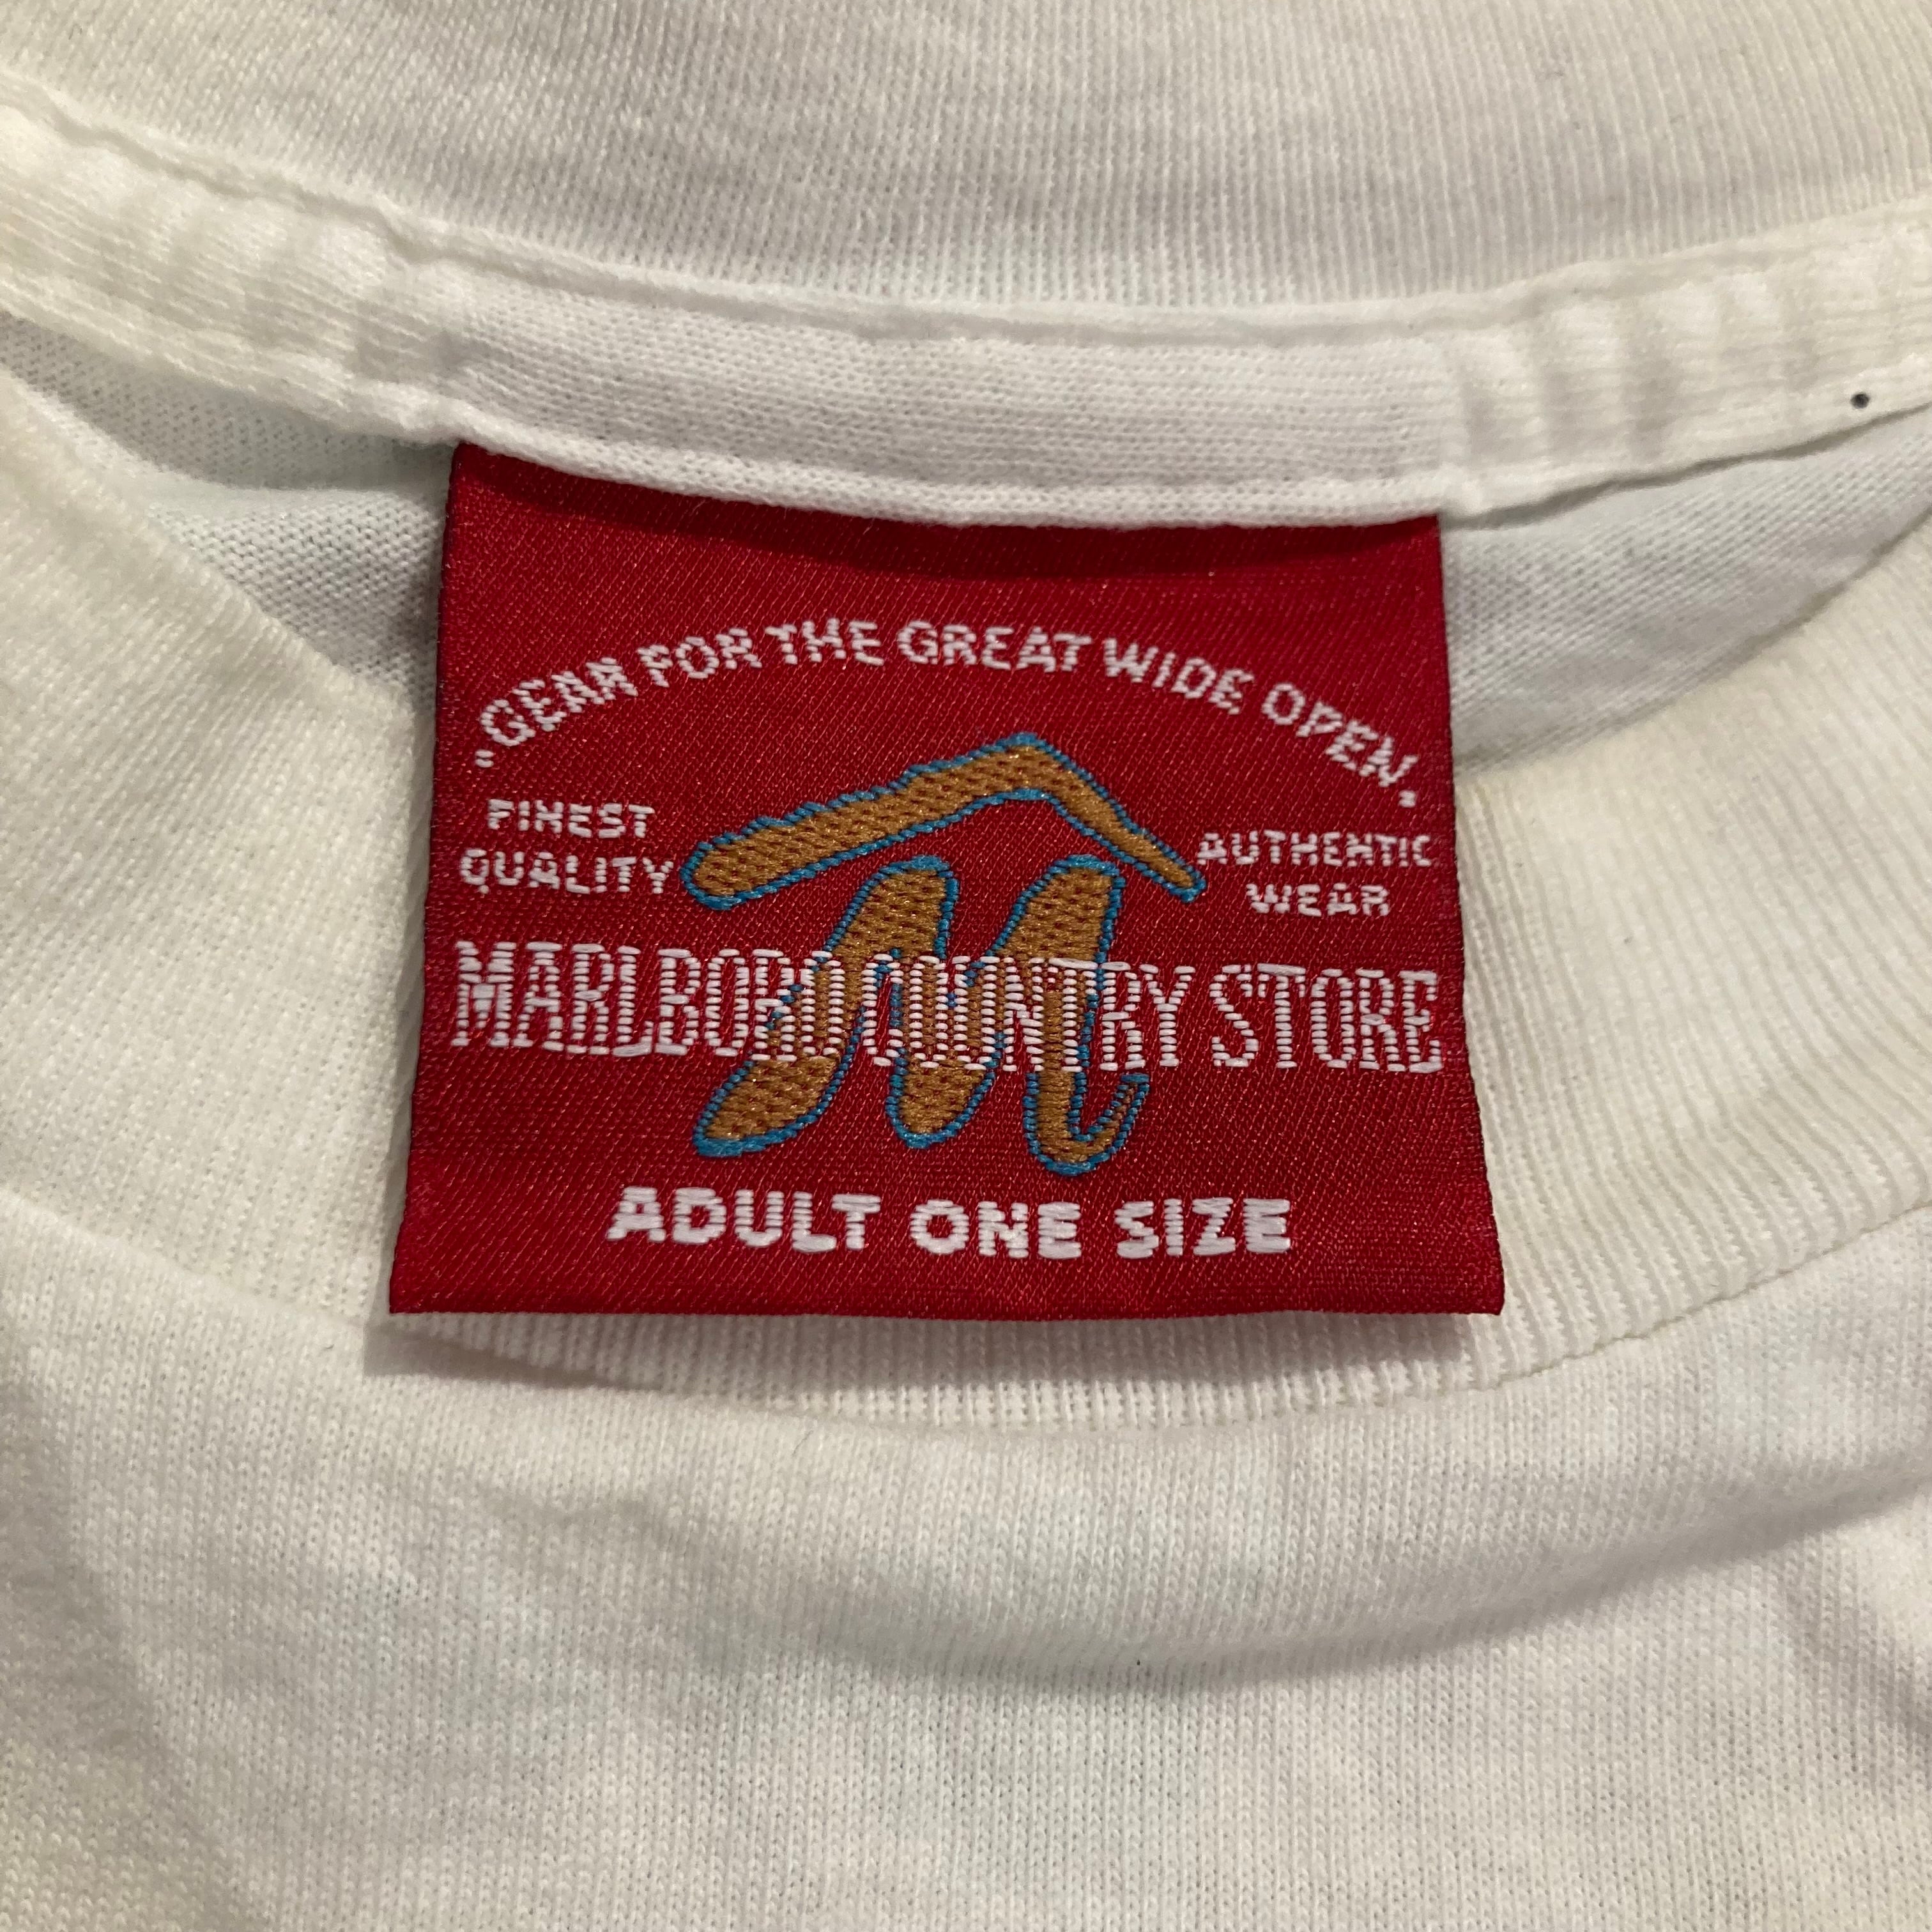 .GEAR FOR THE GREAT WIDE OPEN.
FINEST
QUALITY
AUTHENTIC
WEAR
M
MARLBORO COUNTRY STORE
ADULT ONE SIZE